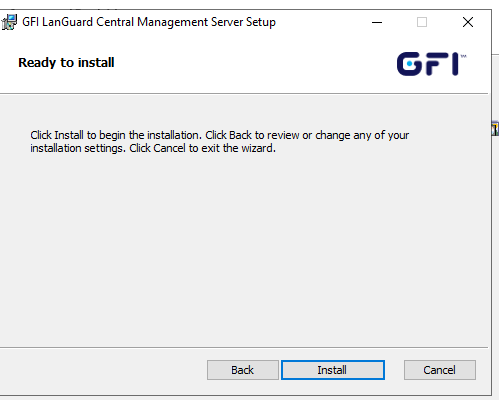 GFI LanGuard Central Management Server Setup
Ready to install
GFI™
Click Install to begin the installation. Click Back to review or change any of your
installation settings. Click Cancel to exit the wizard.
Back
Install
Cancel